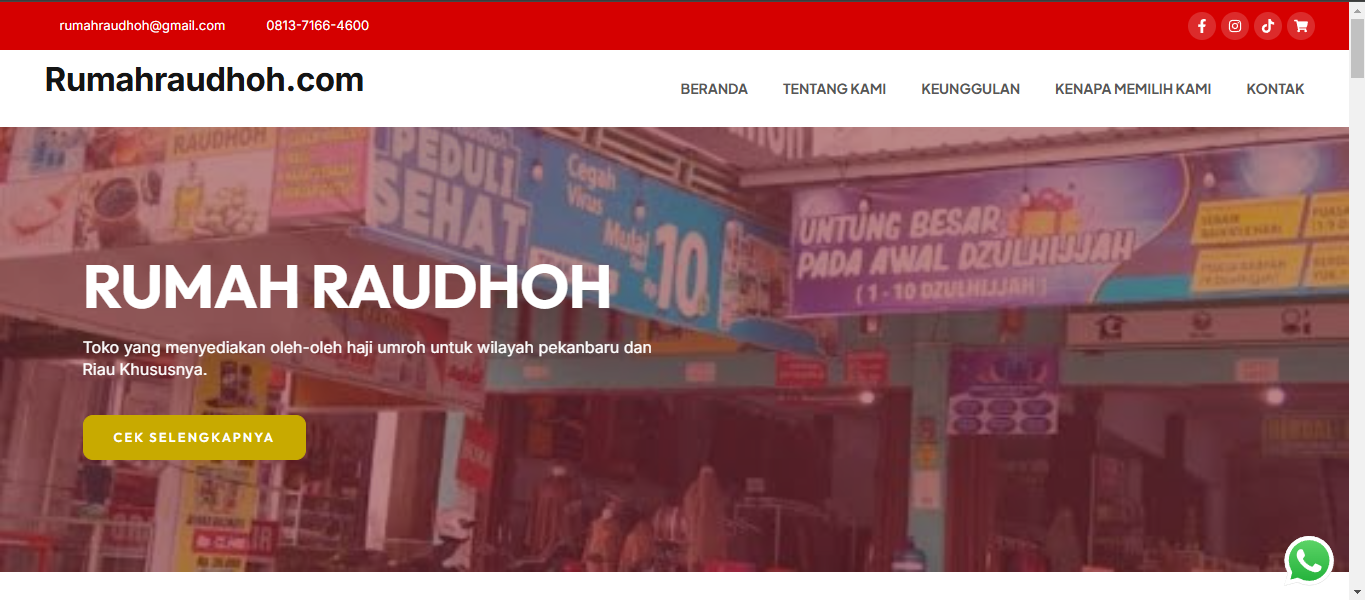 rumahraudhoh@gmail.com 0813-7166-4600
Rumahraudhoh.com
BERANDA TENTANG KAMI KEUNGGULAN KENAPA MEMILIH KAMI KONTAK
RAUDHOH
PEDULI
SEHAT
Cegah
Virus
Mulai 10
UNTUNG BESAR
PADA AWAL DZULHIJJAH
( 1 - 10 DZULHIJJAH )
RUMAH RAUDHOH
Toko yang menyediakan oleh-oleh haji umroh untuk wilayah pekanbaru dan
Riau Khususnya.
CEK SELENGKAPNYA